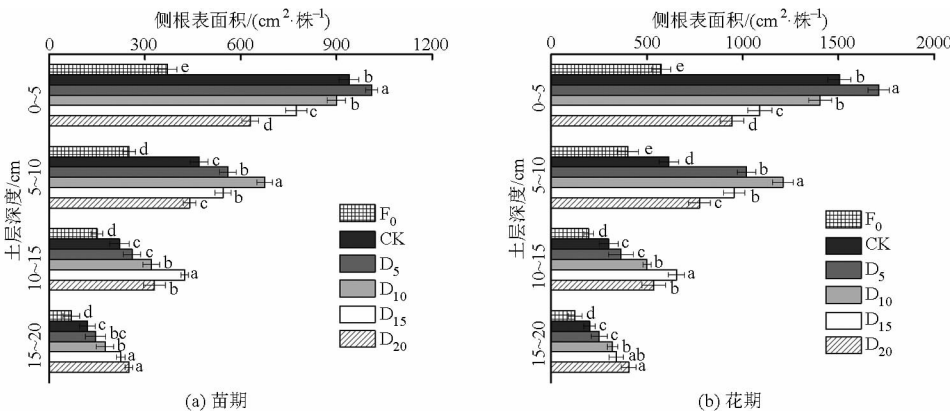 侧根表面积/(cm²·株⁻¹)
0 300 600 900 1200
土层深度/cm
0~5
e
b
a
b
c
d
5~10
d
c
b
a
b
c
10~15
d
c
c
b
a
b
15~20
d
c
bc
b
a
a
F₀
CK
D₅
D₁₀
D₁₅
D₂₀
(a) 苗期
侧根表面积/(cm²·株⁻¹)
0 500 1000 1500 2000
土层深度/cm
0~5
e
b
a
b
c
d
5~10
e
d
b
a
b
c
10~15
d
c
c
b
a
b
15~20
d
c
c
b
ab
a
F₀
CK
D₅
D₁₀
D₁₅
D₂₀
(b) 花期